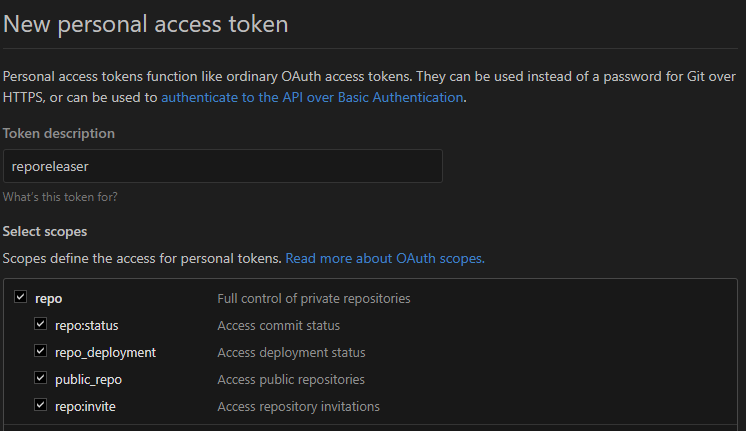 New personal access token
Personal access tokens function like ordinary OAuth access tokens. They can be used instead of a password for Git over
HTTPS, or can be used to authenticate to the API over Basic Authentication.
Token description
reporeleaser
What's this token for?
Select scopes
Scopes define the access for personal tokens. Read more about OAuth scopes.
repo Full control of private repositories
repo:status Access commit status
repo_deployment Access deployment status
public_repo Access public repositories
repo:invite Access repository invitations